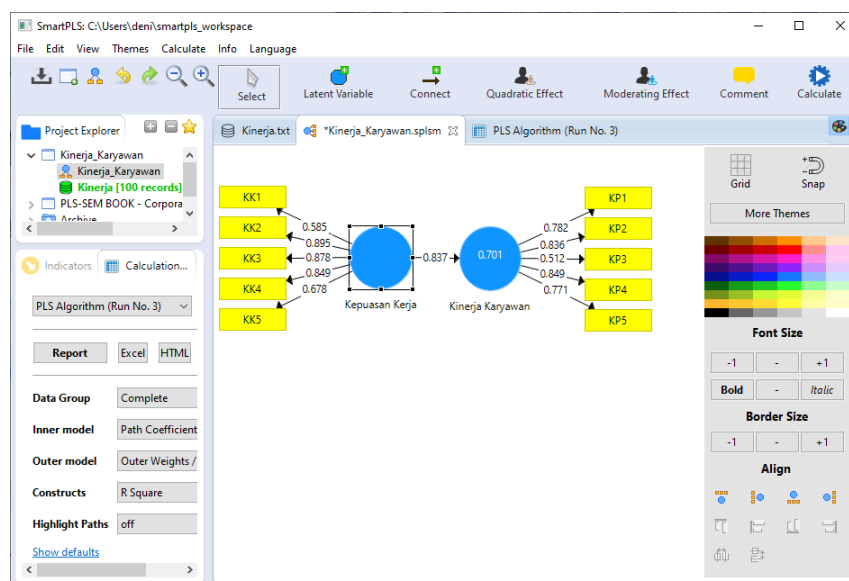 SmartPLS: C:\Users\deni\smartpls_workspace
File Edit View Themes Calculate Info Language
Select Latent Variable Connect Quadratic Effect Moderating Effect Comment Calculate
Project Explorer
Kinerja_Karyawan
Kinerja_Karyawan
Kinerja [100 records]
PLS-SEM BOOK - Corpora
Archive
Indicators Calculation...
PLS Algorithm (Run No. 3)
Report Excel HTML
Data Group Complete
Inner model Path Coefficient
Outer model Outer Weights /
Constructs R Square
Highlight Paths off
Show defaults
Kinerja.txt *Kinerja_Karyawan.splsm PLS Algorithm (Run No. 3)
KK1
KK2
KK3
KK4
KK5
0.585
0.895
0.878
0.849
0.678
Kepuasan Kerja
0.837
0.701
Kinerja Karyawan
0.782
0.836
0.512
0.849
0.771
KP1
KP2
KP3
KP4
KP5
Grid Snap
More Themes
Font Size
-1 - +1
Bold - Italic
Border Size
-1 - +1
Align